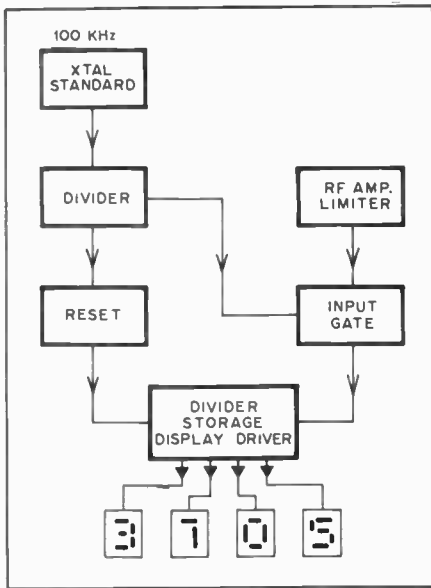 100 KHz
XTAL
STANDARD
DIVIDER
RF AMP.
LIMITER
RESET
INPUT
GATE
DIVIDER
STORAGE
DISPLAY DRIVER
3 7 0 5